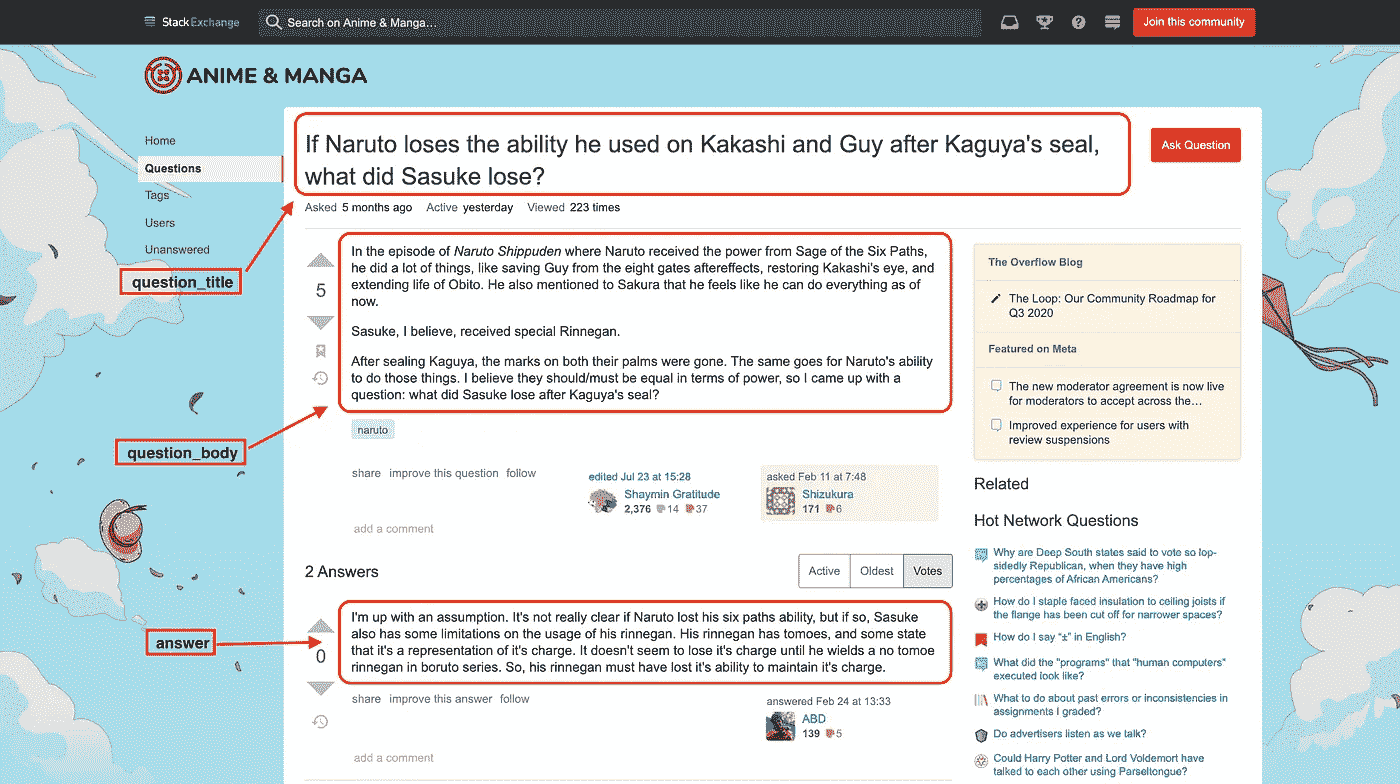 StackExchange
Search on Anime & Manga…
Join this community
ANIME & MANGA
Home
Questions
Tags
Users
Unanswered
question_title
question_body
answer
If Naruto loses the ability he used on Kakashi and Guy after Kaguya's seal,
what did Sasuke lose?
Ask Question
Asked 5 months ago Active yesterday Viewed 223 times
5
In the episode of Naruto Shippuden where Naruto received the power from Sage of the Six Paths,
he did a lot of things, like saving Guy from the eight gates aftereffects, restoring Kakashi's eye, and
extending life of Obito. He also mentioned to Sakura that he feels like he can do everything as of
now.
Sasuke, I believe, received special Rinnegan.
After sealing Kaguya, the marks on both their palms were gone. The same goes for Naruto's ability
to do those things. I believe they should/must be equal in terms of power, so I came up with a
question: what did Sasuke lose after Kaguya's seal?
naruto
share improve this question follow
edited Jul 23 at 15:28
Shaymin Gratitude
2,376 14 37
asked Feb 11 at 7:48
Shizukura
171 6
add a comment
2 Answers
Active Oldest Votes
0
I'm up with an assumption. It's not really clear if Naruto lost his six paths ability, but if so, Sasuke
also has some limitations on the usage of his rinnegan. His rinnegan has tomoes, and some state
that it's a representation of it's charge. It doesn't seem to lose it's charge until he wields a no tomoe
rinnegan in boruto series. So, his rinnegan must have lost it's ability to maintain it's charge.
share improve this answer follow
answered Feb 24 at 13:33
ABD
139 5
add a comment
The Overflow Blog
The Loop: Our Community Roadmap for
Q3 2020
Featured on Meta
The new moderator agreement is now live
for moderators to accept across the…
Improved experience for users with
review suspensions
Related
Hot Network Questions
Why are Deep South states said to vote so lop-
sidedly Republican, when they have high
percentages of African Americans?
How do I staple faced insulation to ceiling joists if
the flange has been cut off for narrower spaces?
How do I say “±” in English?
What did the "programs" that "human computers"
executed look like?
What to do about past errors or inconsistencies in
assignments I graded?
Do advertisers listen as we talk?
Could Harry Potter and Lord Voldemort have
talked to each other using Parseltongue?